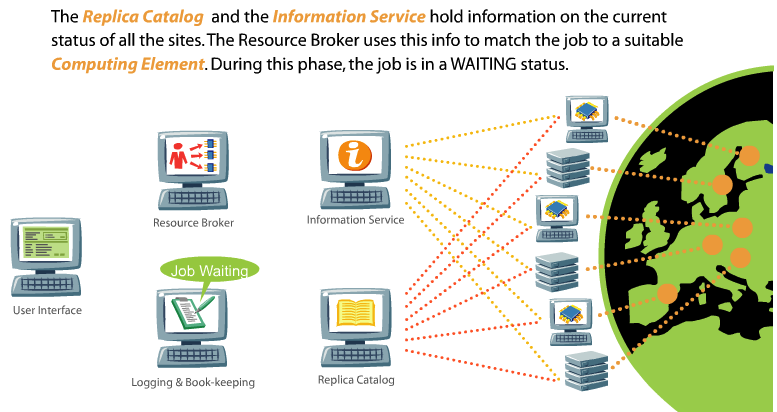 The Replica Catalog and the Information Service hold information on the current
status of all the sites. The Resource Broker uses this info to match the job to a suitable
Computing Element. During this phase, the job is in a WAITING status.
Resource Broker
Information Service
User Interface
Job Waiting
Logging & Book-keeping
Replica Catalog